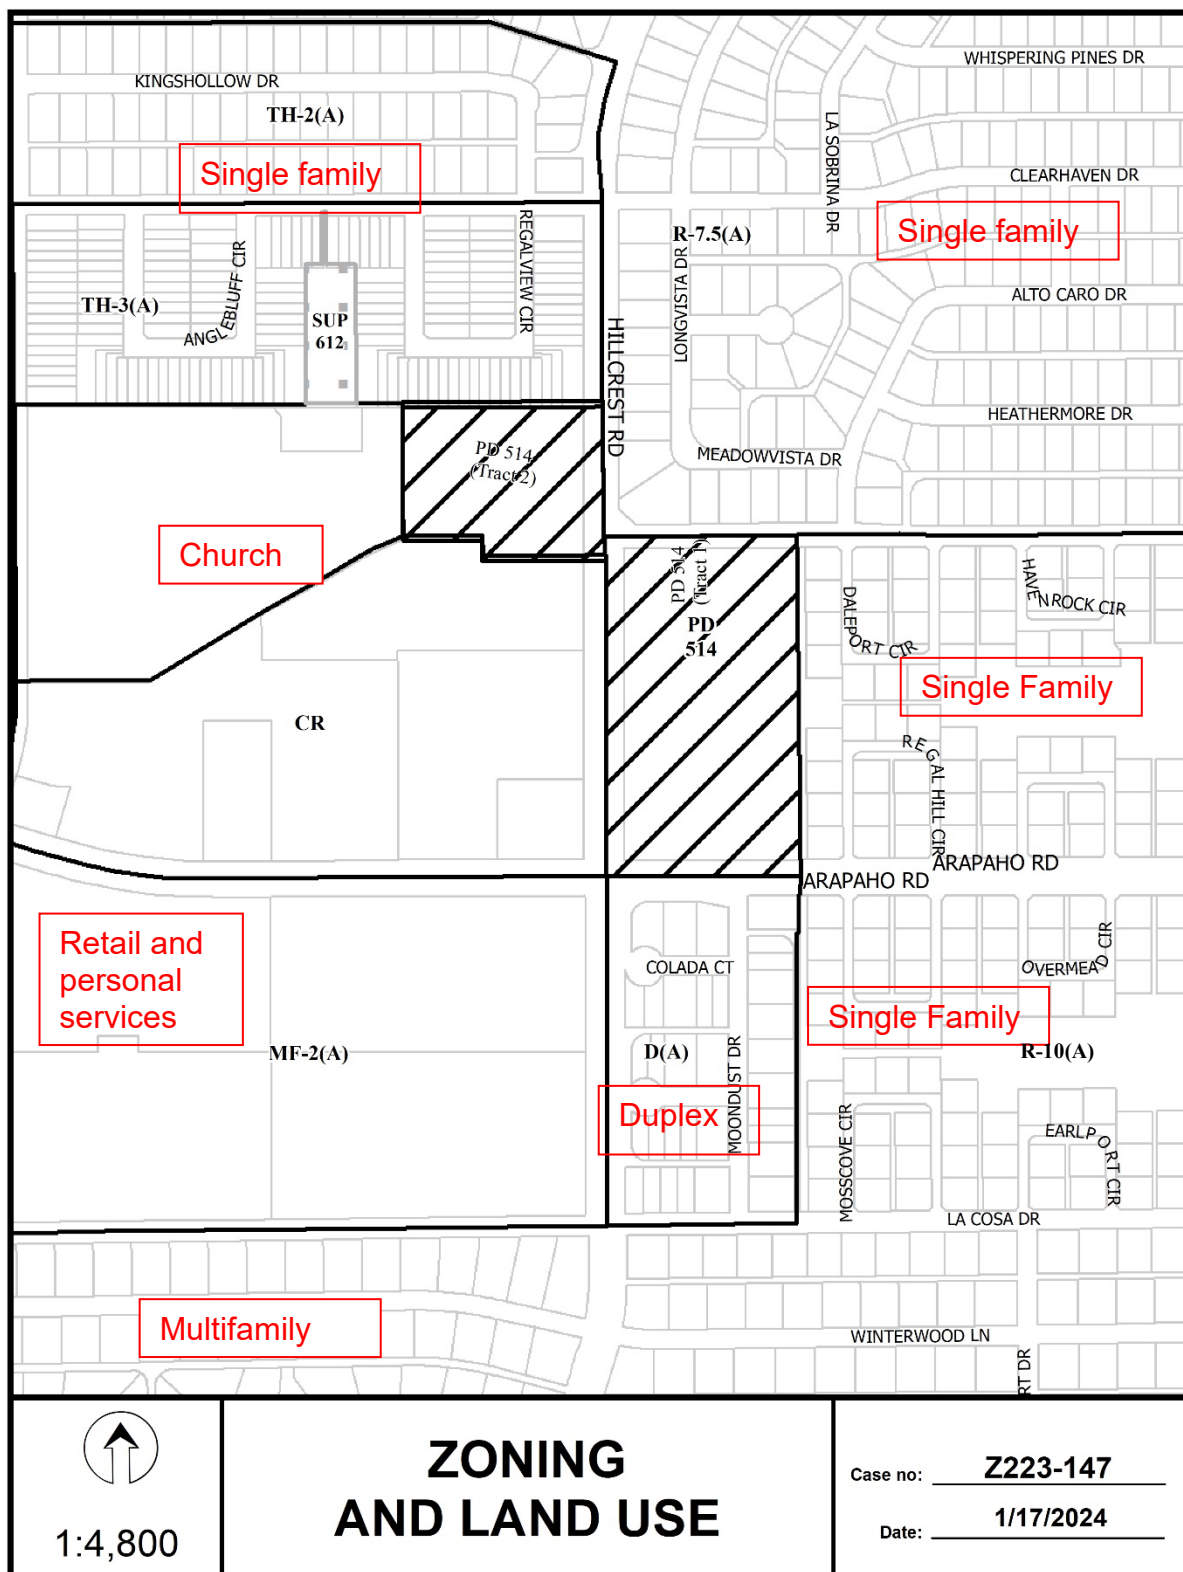 WHISPERING PINES DR
KINGSHOLLOW DR
TH-2(A)
LA SOBRINA DR
Single family
CLEARHAVEN DR
R-7.5(A)
Single family
REGALVIEW CIR
LONGVISTA DR
ANGLEBLUFF CIR
TH-3(A)
SUP
612
ALTO CARO DR
HILLCREST RD
HEATHERMORE DR
MEADOWVISTA DR
PD 514
(Tract 2)
Church
PD 514
(Tract 1)
PD
514
DALEPORT CIR
HAVENROCK CIR
Single Family
CR
REGAL HILL CIR
ARAPAHO RD
ARAPAHO RD
Retail and
personal
services
COLADA CT
OVERMEAD CIR
Single Family
MF-2(A)
D(A)
R-10(A)
MOONDUST DR
Duplex
MOSSCOVE CIR
EARLPORT CIR
LA COSA DR
Multifamily
WINTERWOOD LN
RT DR
1:4,800
ZONING
AND LAND USE
Case no: Z223-147
Date: 1/17/2024